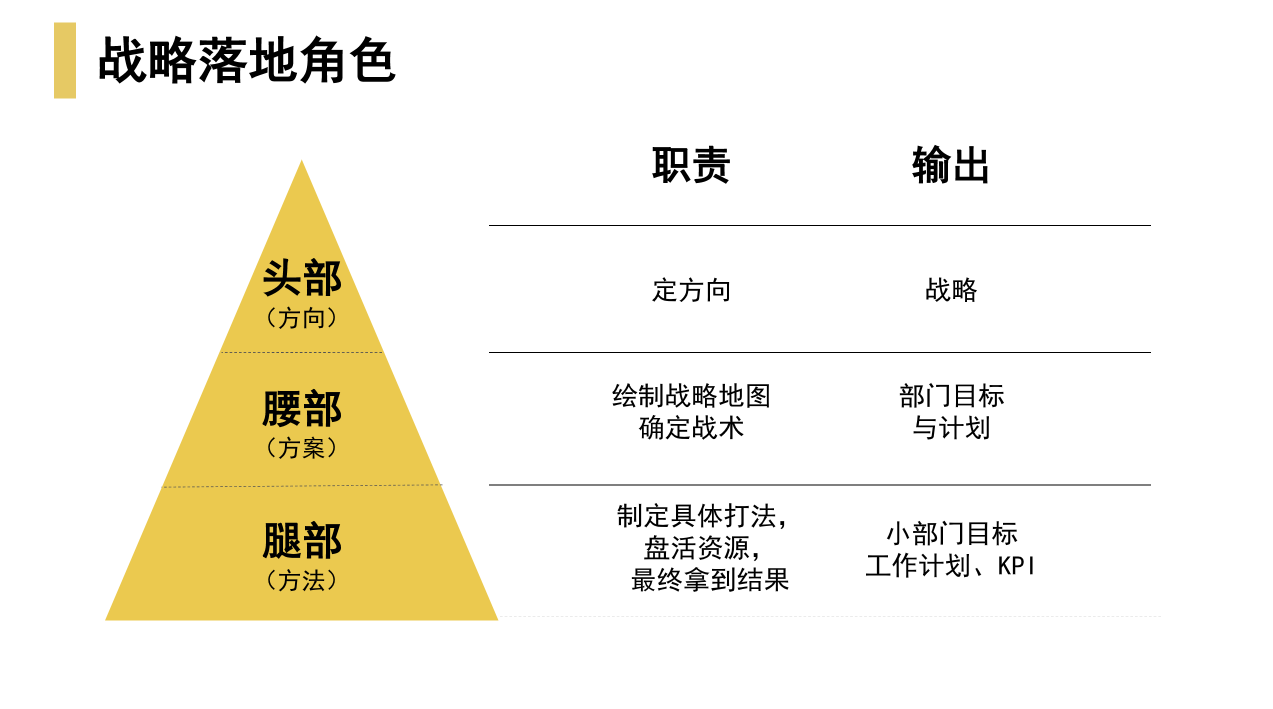 战略落地角色
职责
输出
头部
（方向）
定方向
战略
腰部
（方案）
绘制战略地图
确定战术
部门目标
与计划
腿部
（方法）
制定具体打法，
盘活资源，
最终拿到结果
小部门目标
工作计划、KPI